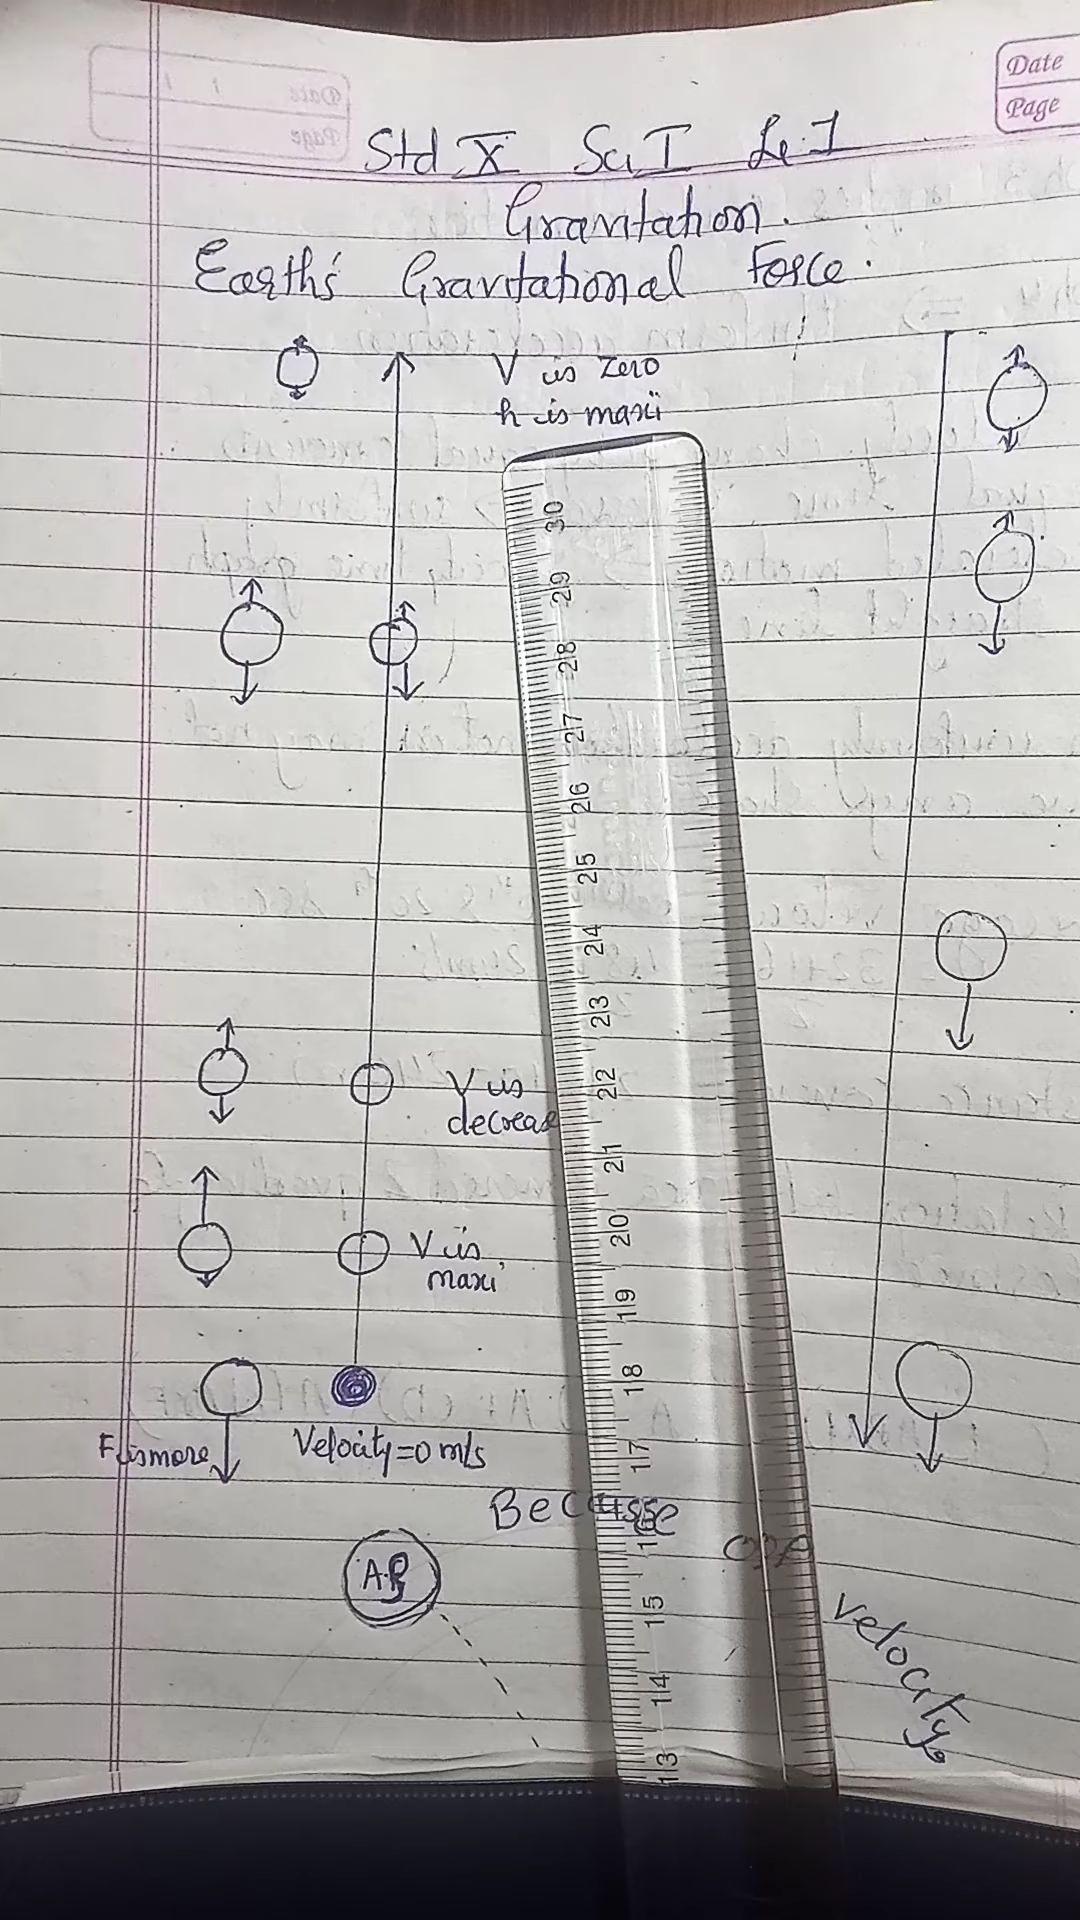 Date
Page
Std X Sci I Le. 1
Gravitation.
Earth's Gravitational Force.
V is zero
h is maxi
V is
decrease
V is
maxi
F is more
Velocity=0 m/s
Because
velocity.
30
29
28
27
26
25
24
23
22
21
20
19
18
17
16
15
14
13